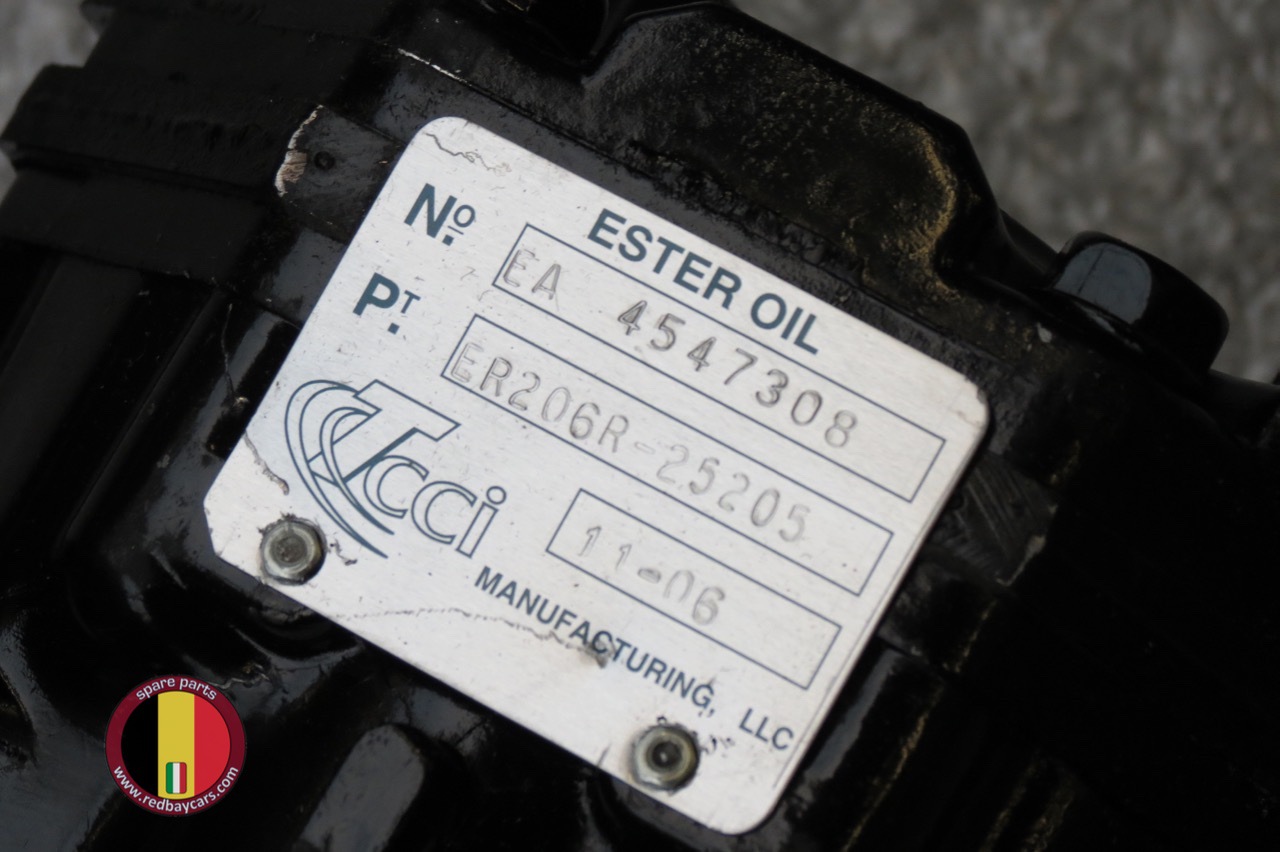 ESTER OIL
Nº. EA 4547308
PT. ER206R-25205
Tcci
11-06
MANUFACTURING, LLC
spare parts
www.redbaycars.com